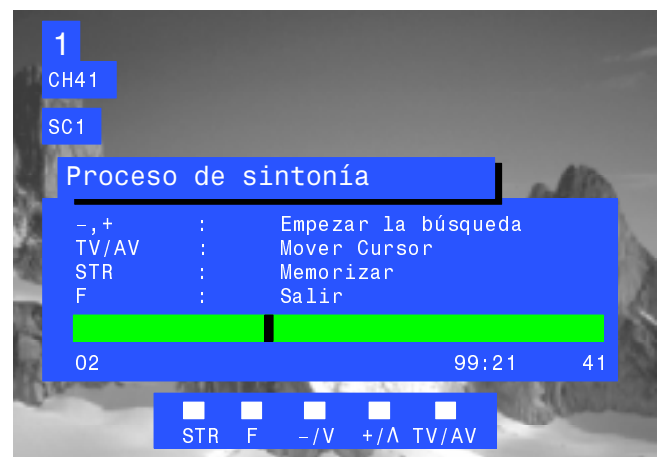 1
CH41
SC1
Proceso de sintonía
–,+ : Empezar la búsqueda
TV/AV : Mover Cursor
STR : Memorizar
F : Salir
02 99:21 41
STR F –/V +/Λ TV/AV